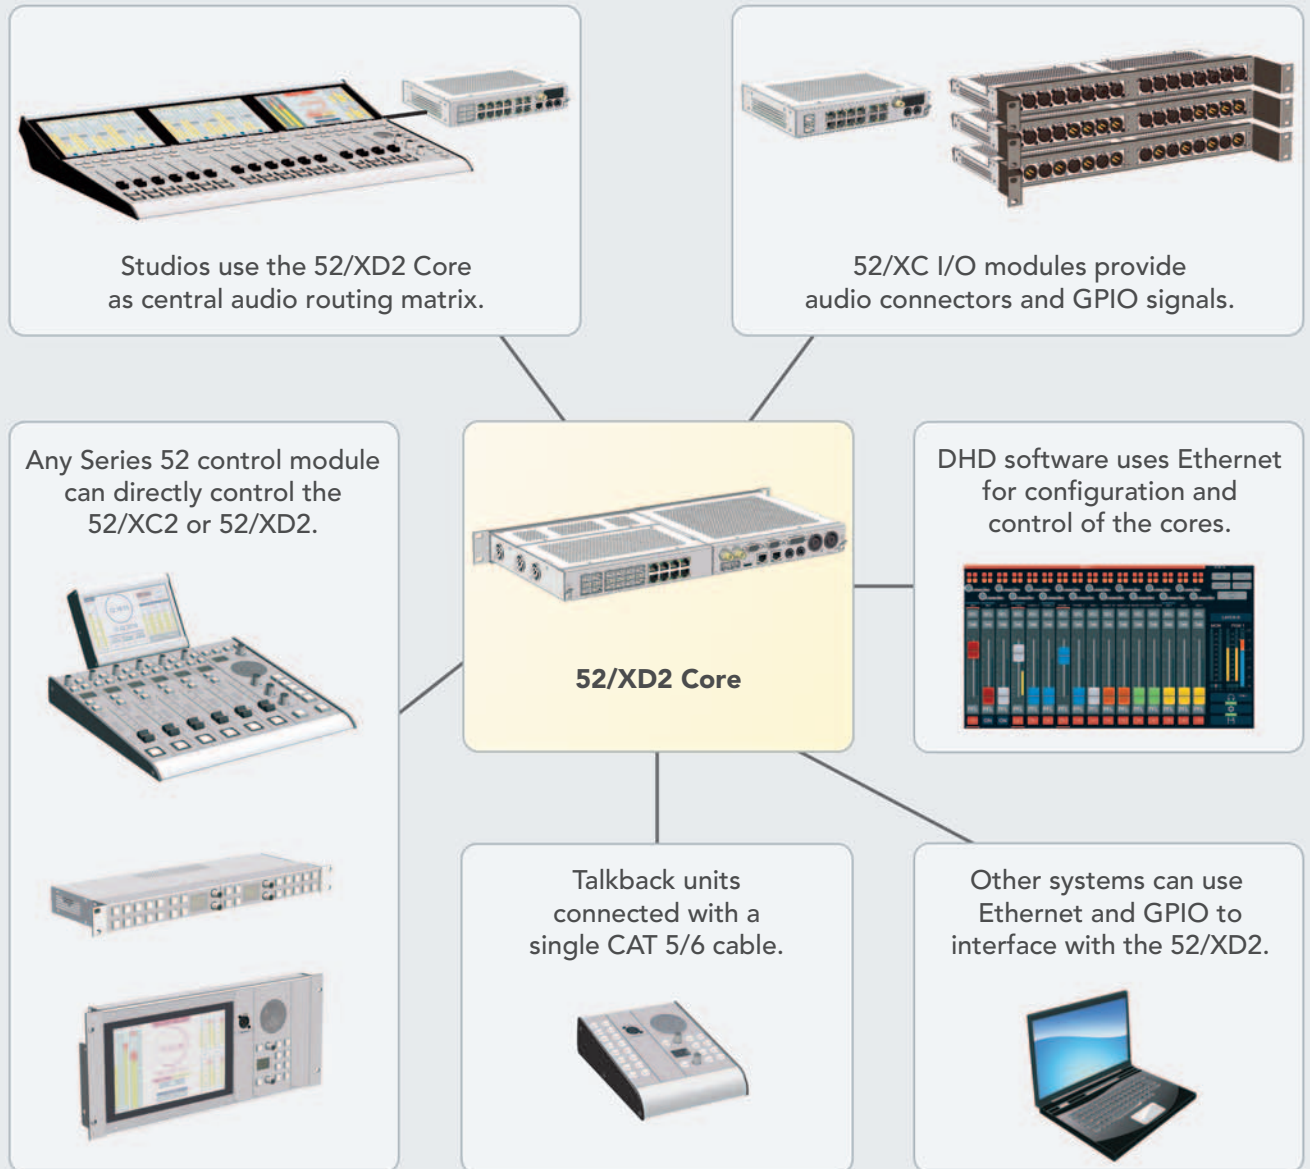 Studios use the 52/XD2 Core
as central audio routing matrix.
52/XC I/O modules provide
audio connectors and GPIO signals.
Any Series 52 control module
can directly control the
52/XC2 or 52/XD2.
52/XD2 Core
DHD software uses Ethernet
for configuration and
control of the cores.
Talkback units
connected with a
single CAT 5/6 cable.
Other systems can use
Ethernet and GPIO to
interface with the 52/XD2.